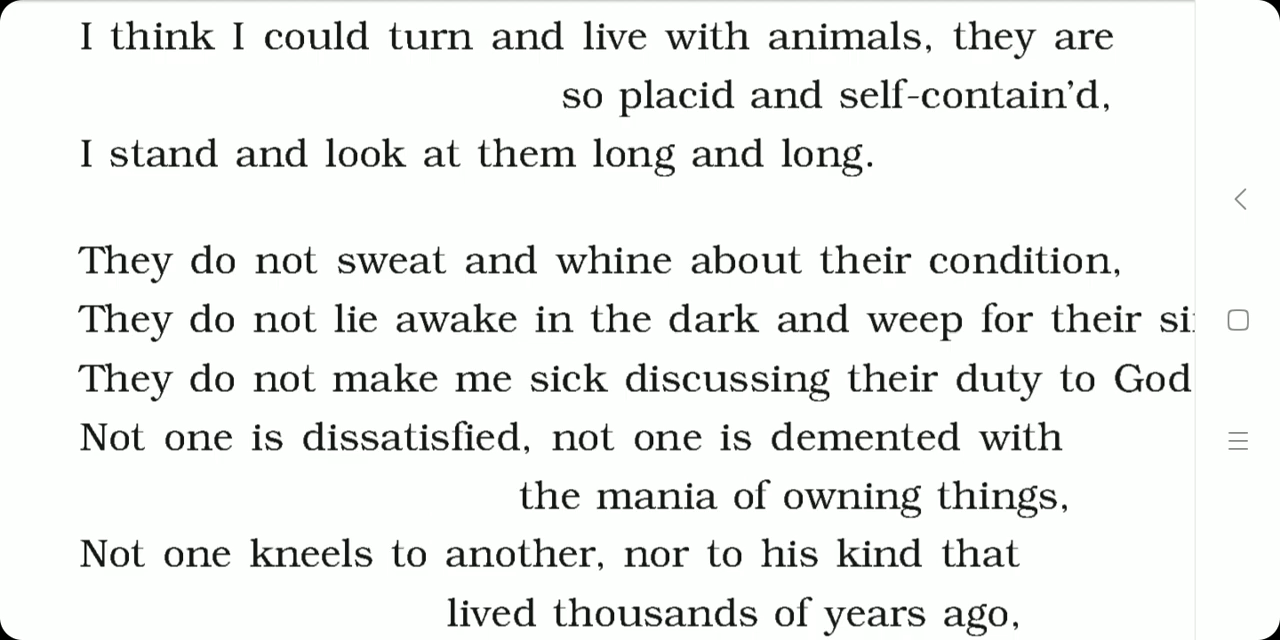 I think I could turn and live with animals, they are
so placid and self-contain’d,
I stand and look at them long and long.
They do not sweat and whine about their condition,
They do not lie awake in the dark and weep for their
They do not make me sick discussing their duty to God
Not one is dissatisfied, not one is demented with
the mania of owning things,
Not one kneels to another, nor to his kind that
lived thousands of years ago,